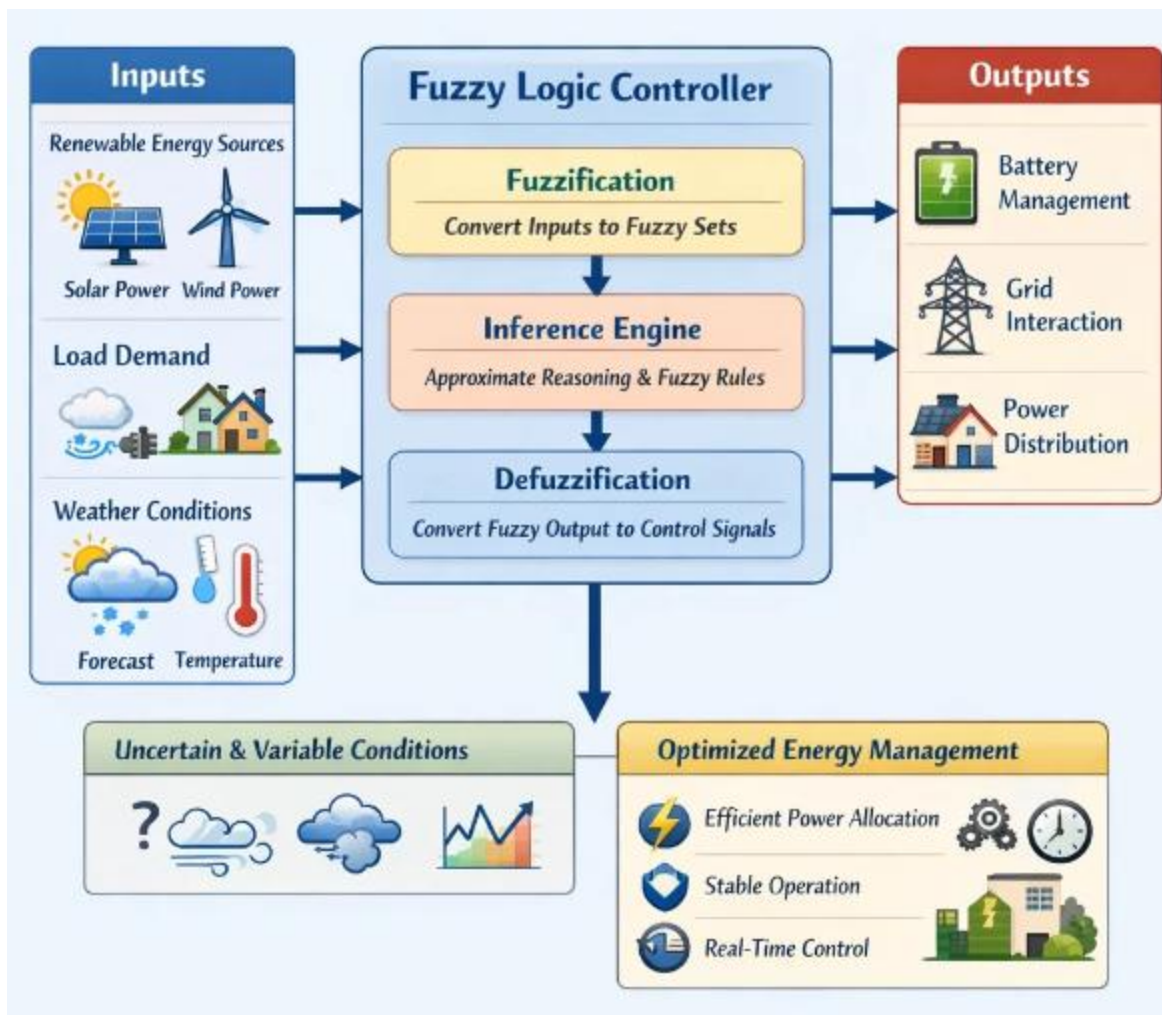 Inputs
Renewable Energy Sources
Solar Power
Wind Power
Load Demand
Weather Conditions
Forecast
Temperature
Fuzzy Logic Controller
Fuzzification
Convert Inputs to Fuzzy Sets
Inference Engine
Approximate Reasoning & Fuzzy Rules
Defuzzification
Convert Fuzzy Output to Control Signals
Outputs
Battery
Management
Grid
Interaction
Power
Distribution
Uncertain & Variable Conditions
?
Optimized Energy Management
Efficient Power Allocation
Stable Operation
Real-Time Control